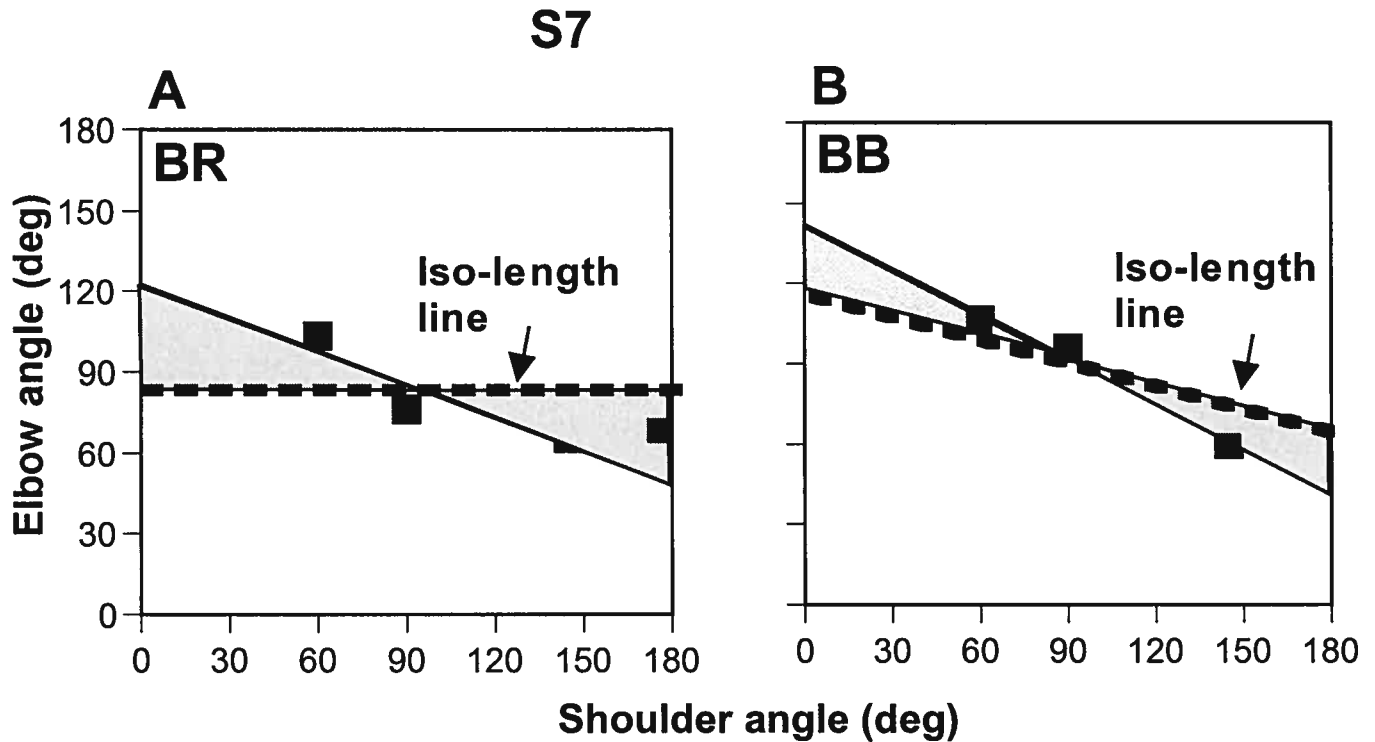 S7
A
B
180
150
120
90
60
30
0
BR
Iso-length
line
BB
Iso-length
line
Elbow angle (deg)
0 30 60 90 120 150 180
0 30 60 90 120 150 180
Shoulder angle (deg)